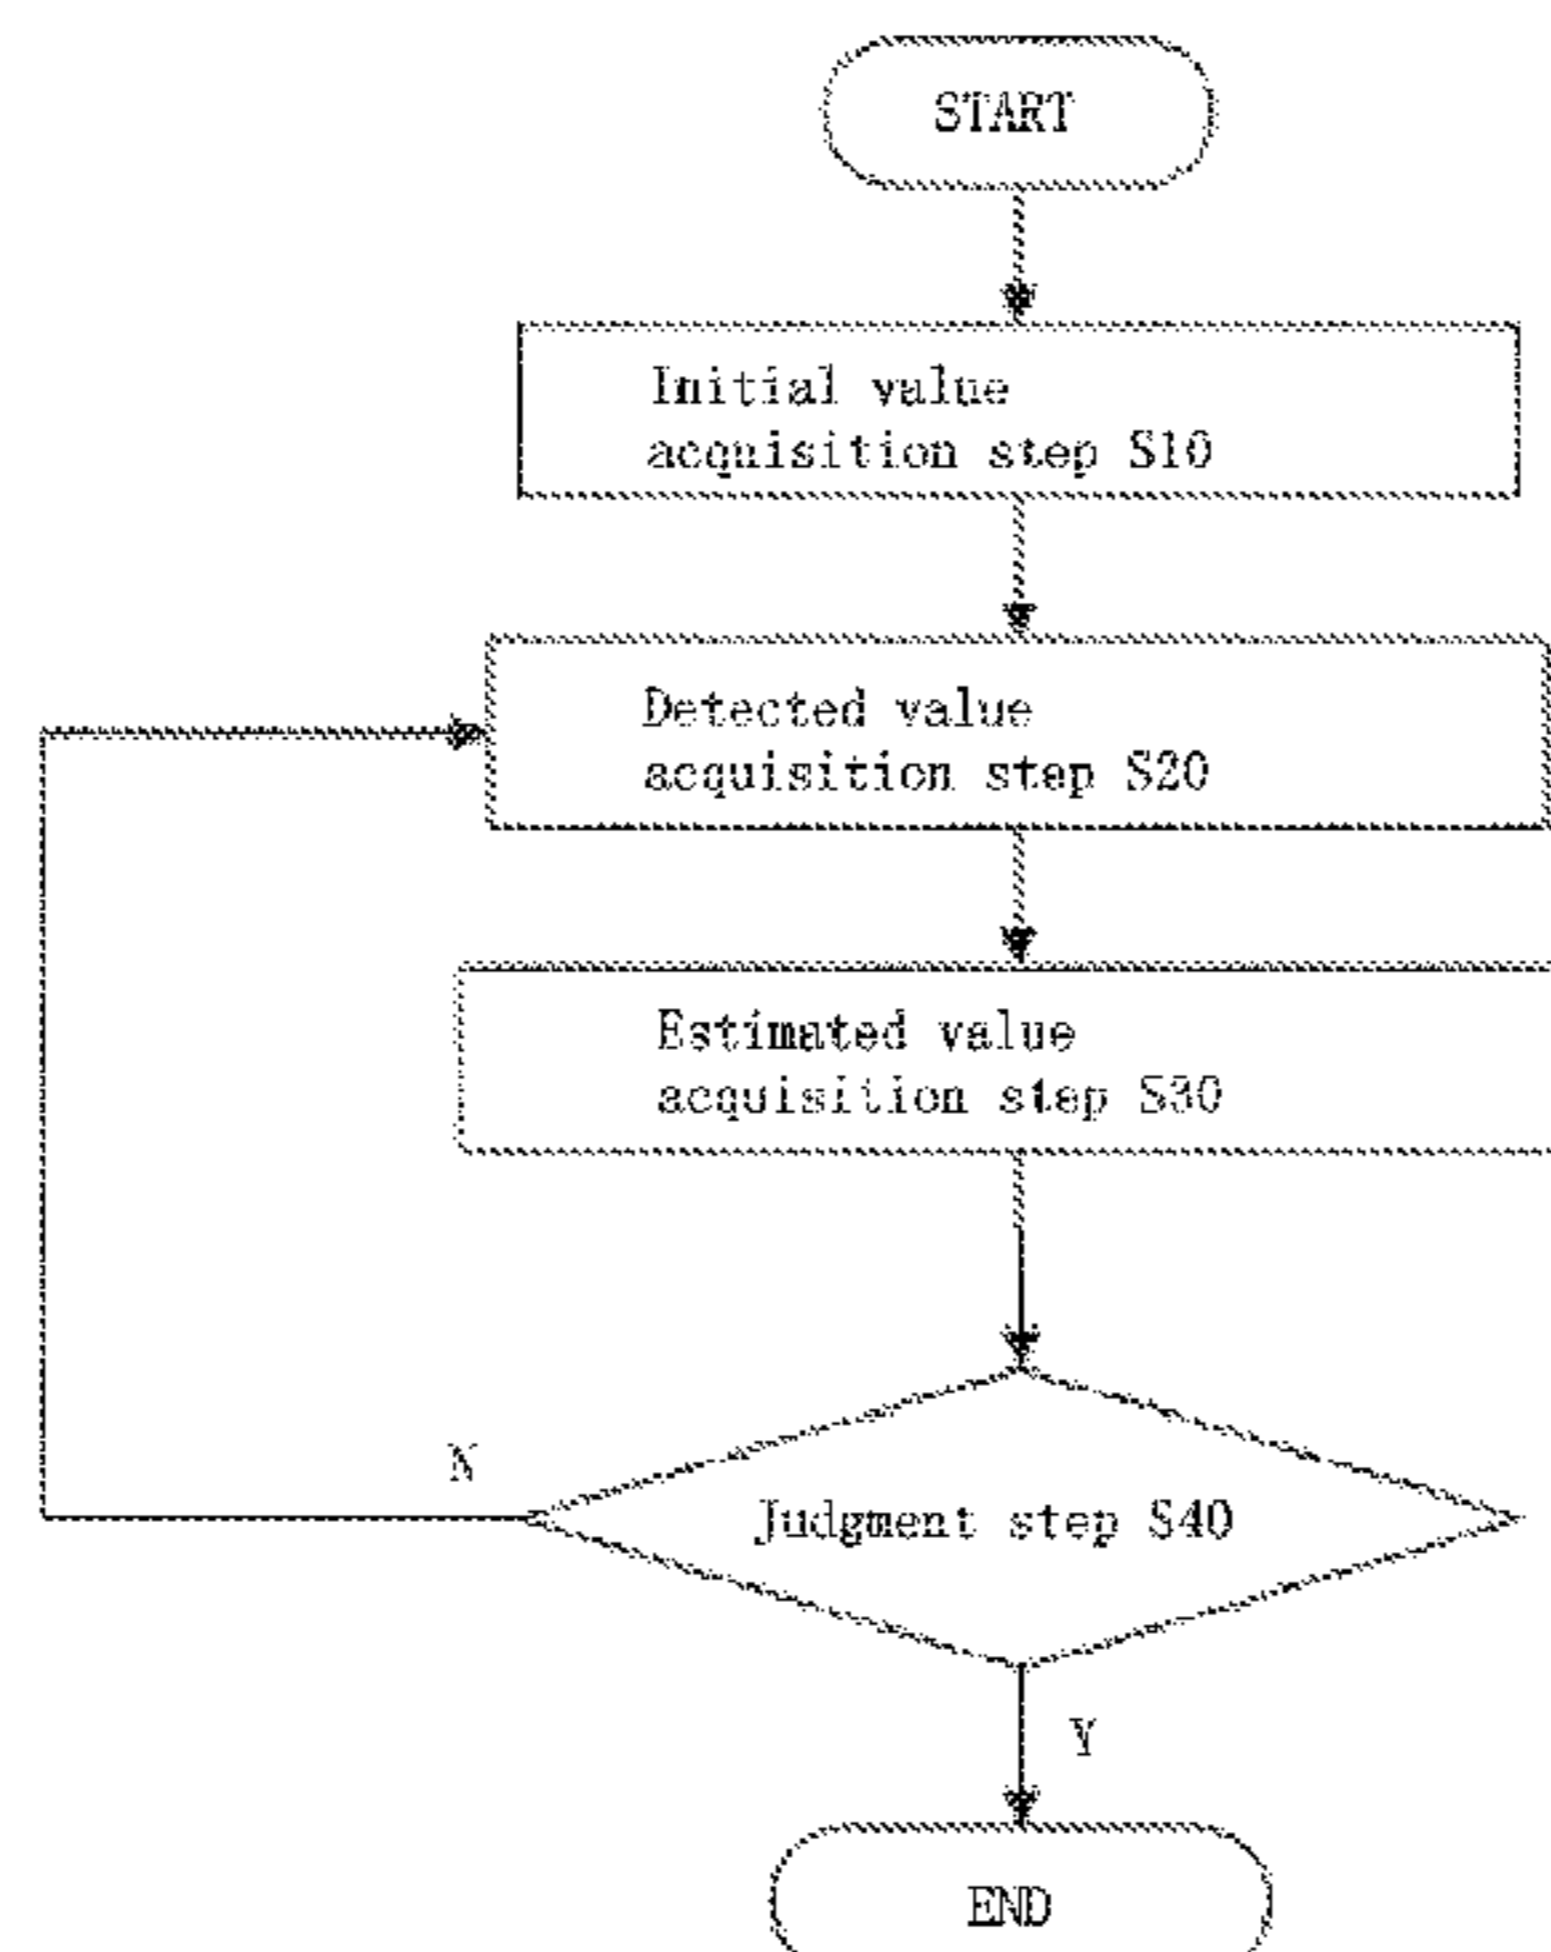 START
Initial value
acquisition step S10
Detected value
acquisition step S20
Estimated value
acquisition step S30
N
Judgment step S40
Y
END